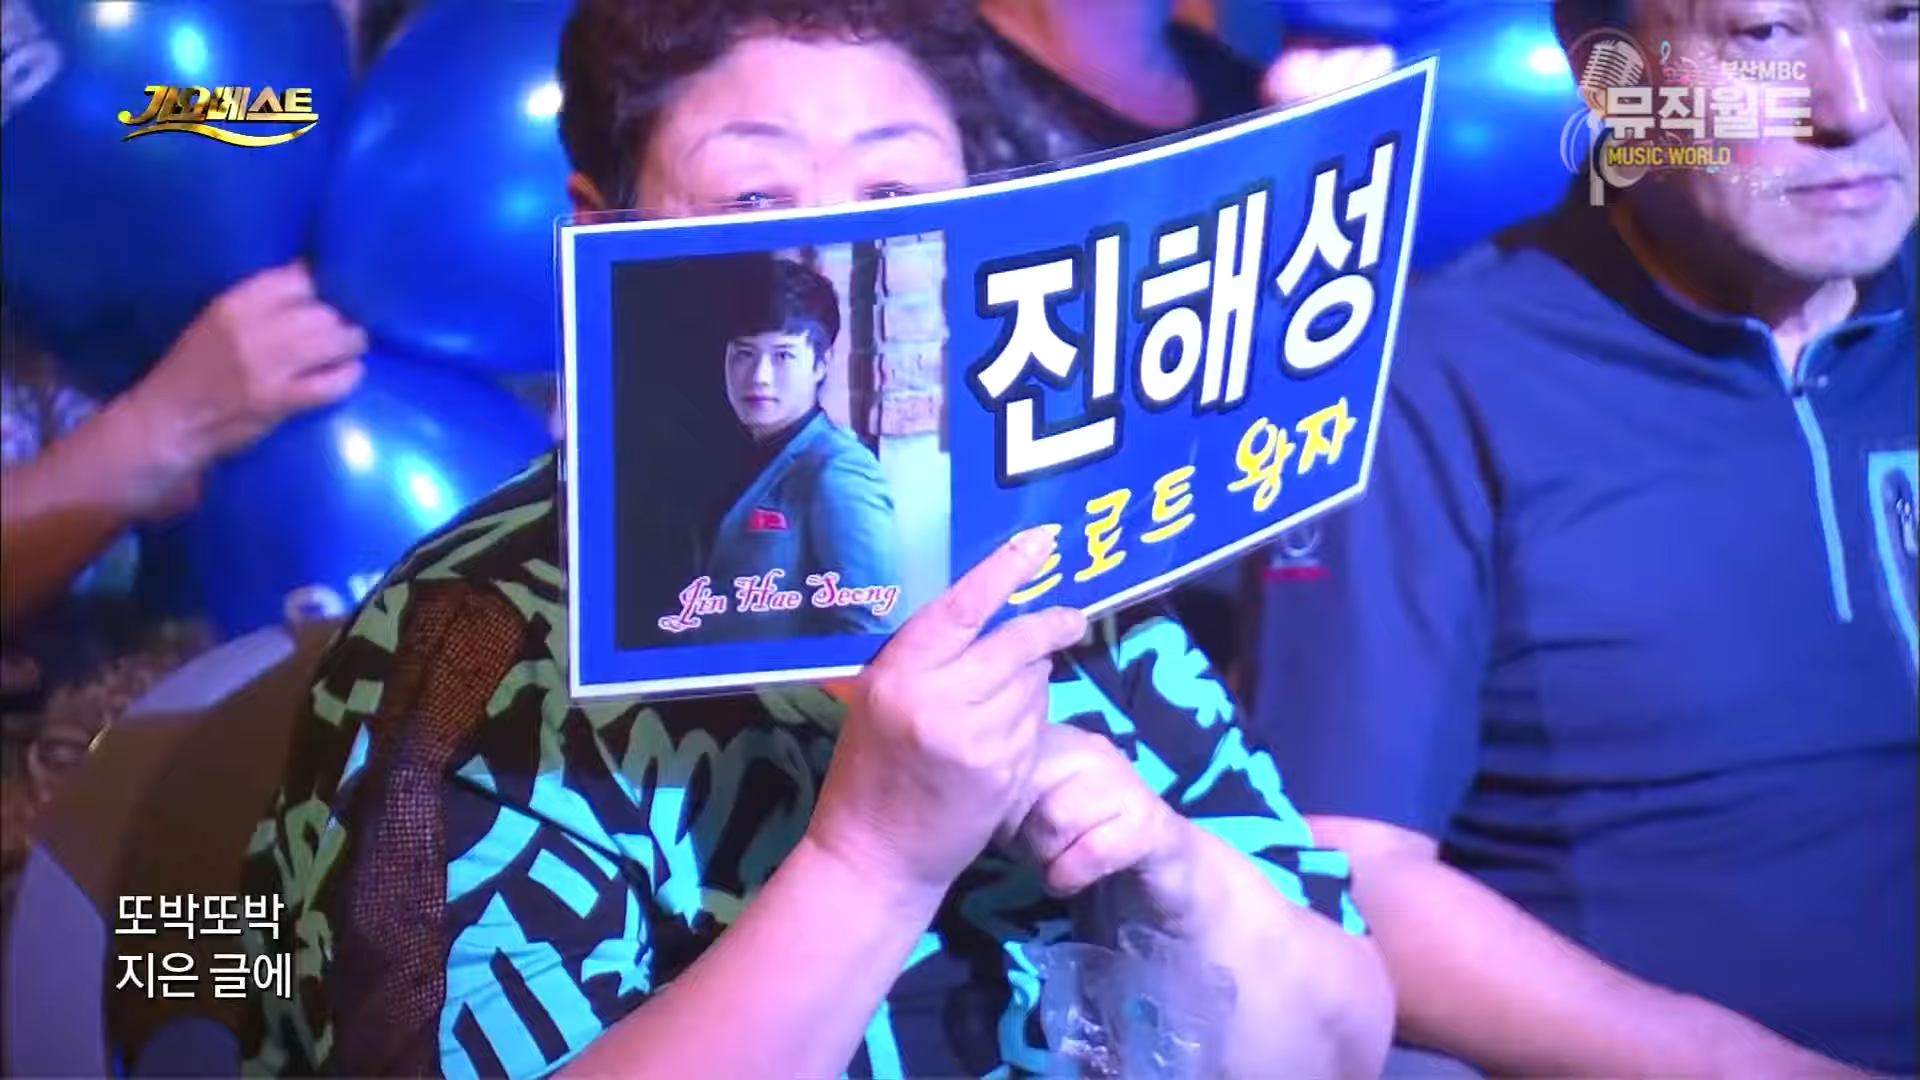 가요베스트
부산MBC
뮤직월드
MUSIC WORLD
진해성
트로트 왕자
Jin Hae Seong
또박또박
지은 글에